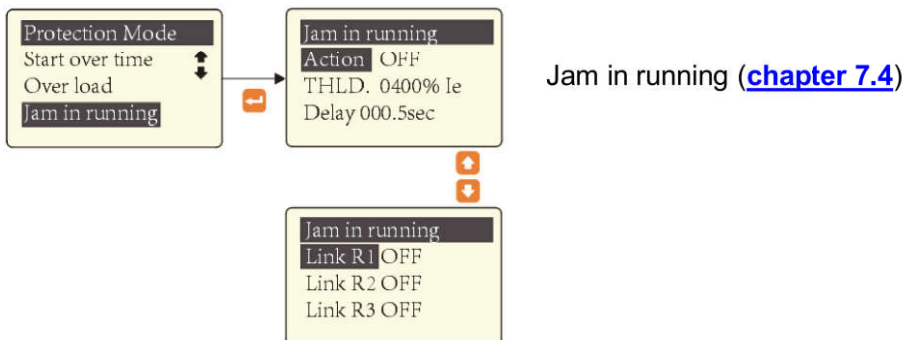 Protection Mode
Start over time
Over load
Jam in running
Jam in running
Action OFF
THLD. 0400% Ie
Delay 000.5sec
Jam in running (chapter 7.4)
Jam in running
Link R1 OFF
Link R2 OFF
Link R3 OFF